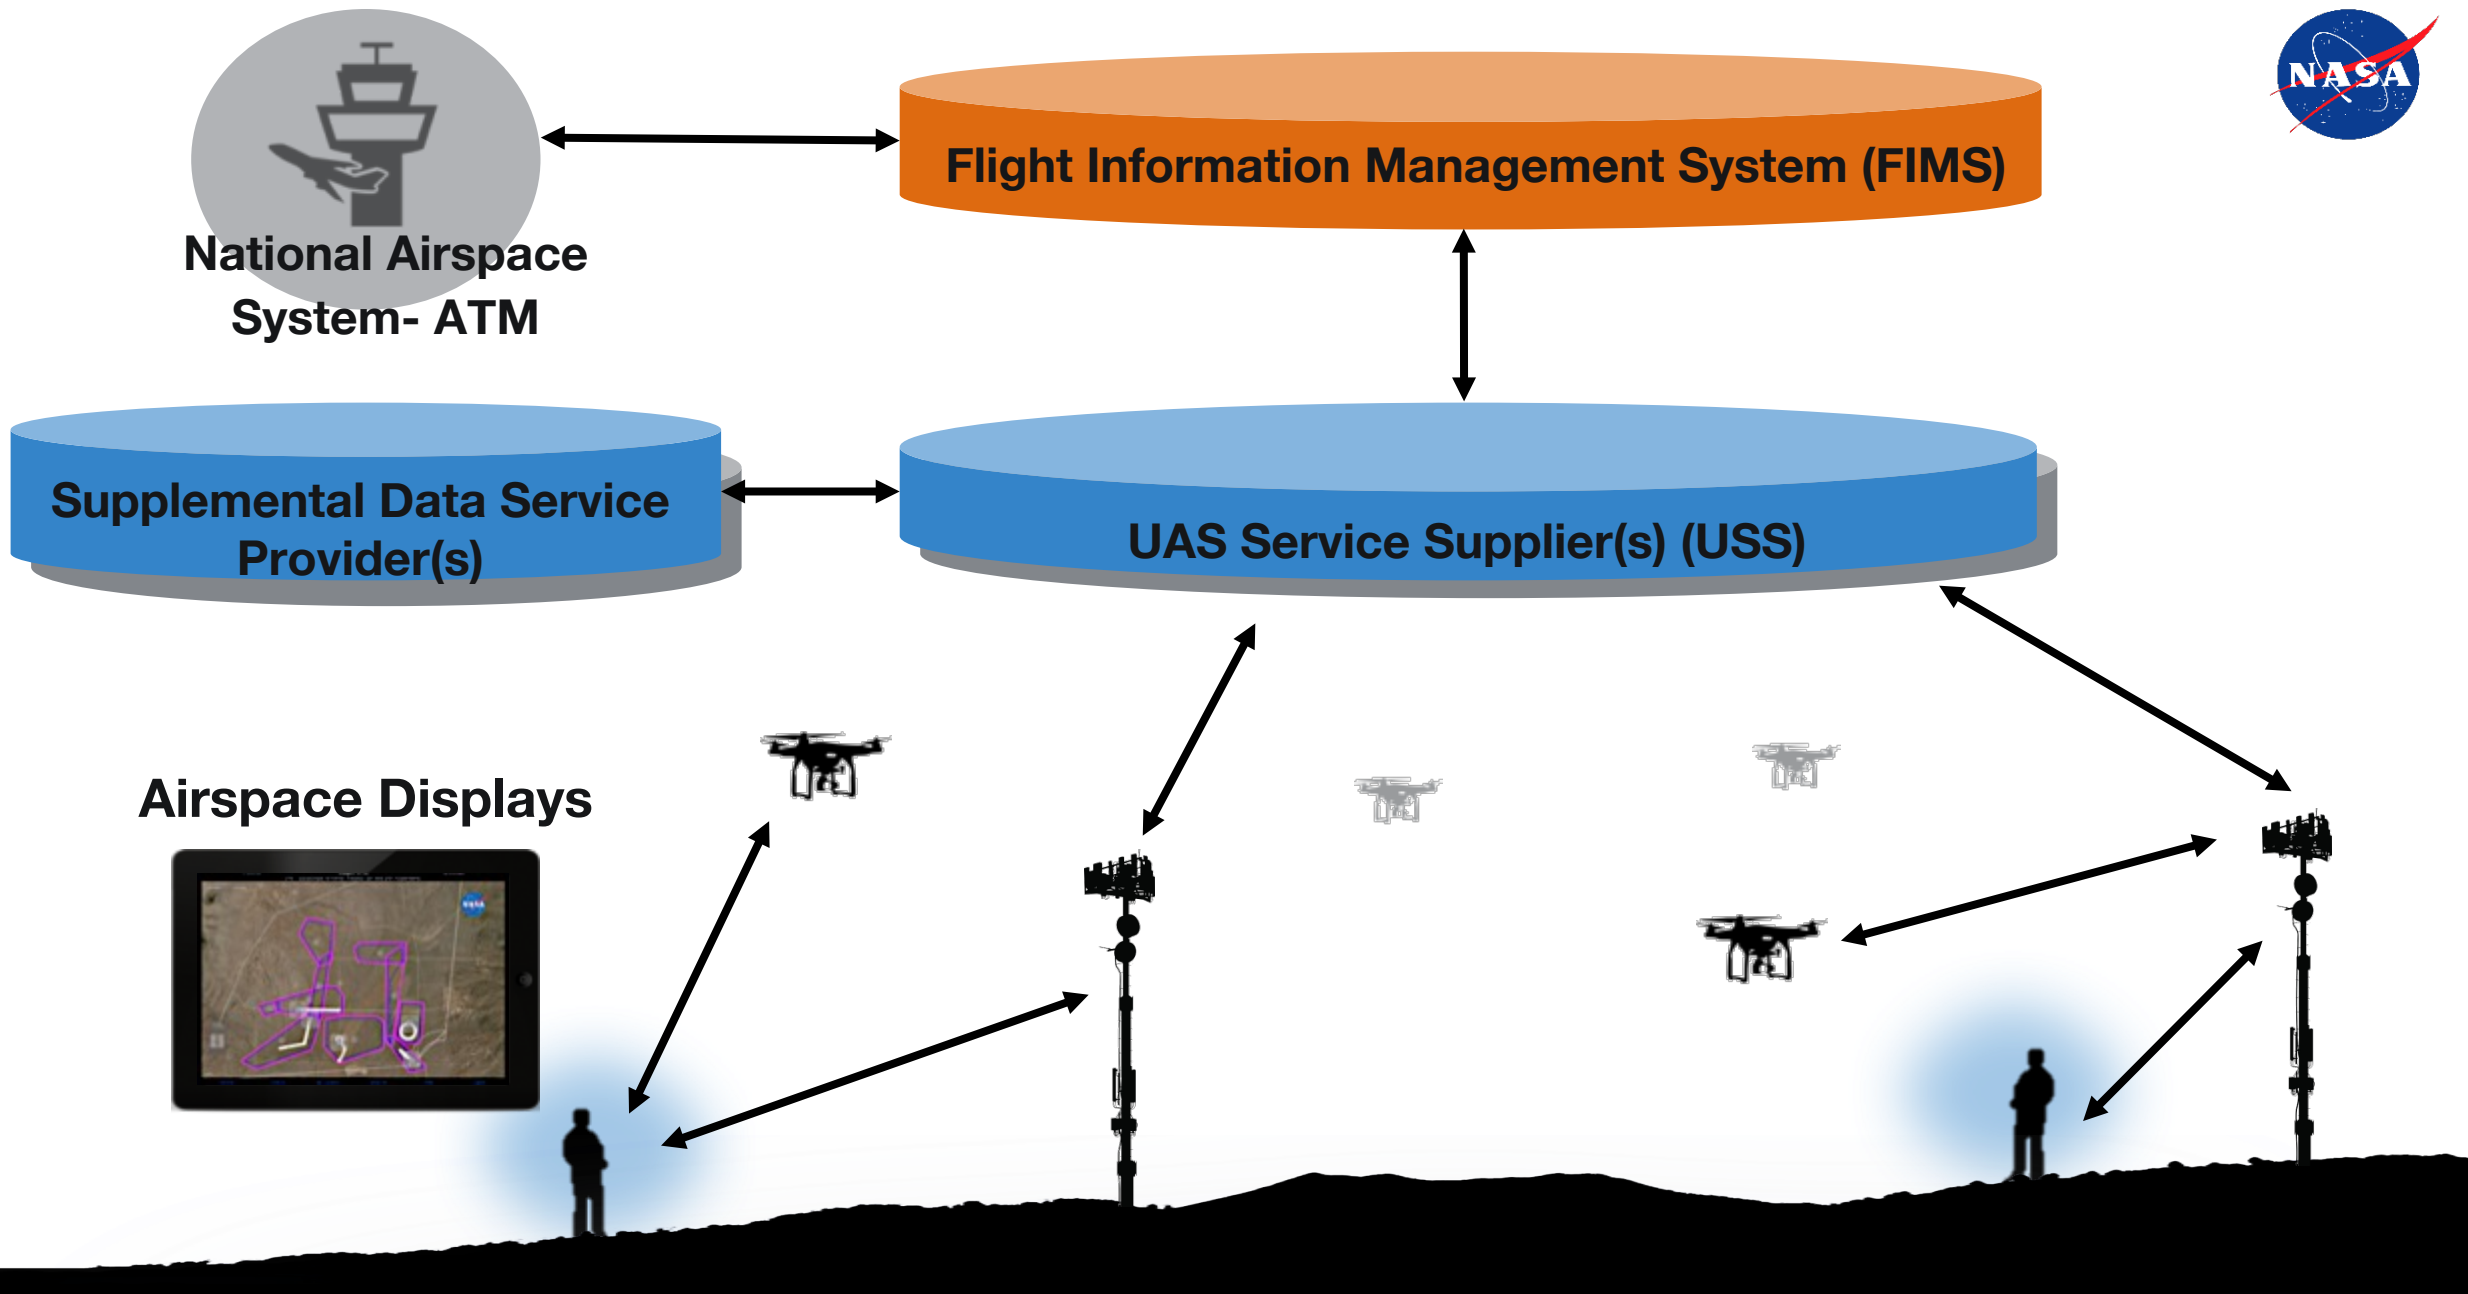 NASA
Flight Information Management System (FIMS)
National Airspace
System- ATM
Supplemental Data Service
Provider(s)
UAS Service Supplier(s) (USS)
Airspace Displays
NASA